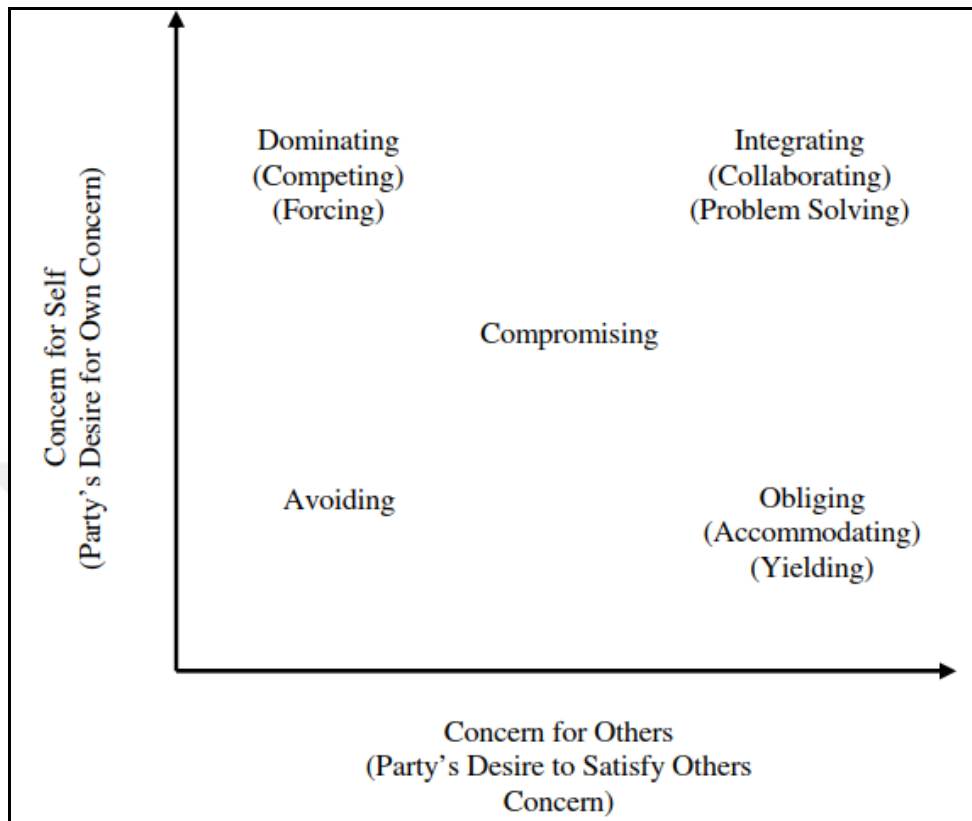 Dominating
(Competing)
(Forcing)
Integrating
(Collaborating)
(Problem Solving)
Compromising
Avoiding
Obliging
(Accommodating)
(Yielding)
Concern for Self
(Party's Desire for Own Concern)
Concern for Others
(Party's Desire to Satisfy Others
Concern)